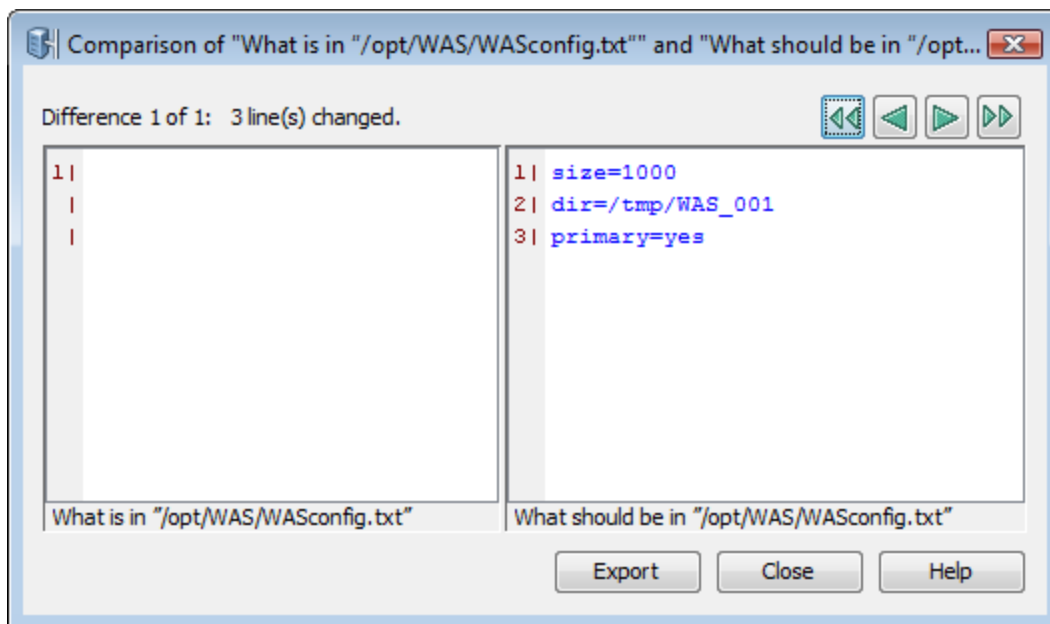 Comparison of "What is in “/opt/WAS/WASconfig.txt”" and "What should be in "/opt...
Difference 1 of 1: 3 line(s) changed.
1|
|
|
1| size=1000
2| dir=/tmp/WAS_001
3| primary=yes
What is in ”/opt/WAS/WASconfig.txt”
What should be in ”/opt/WAS/WASconfig.txt”
Export Close Help